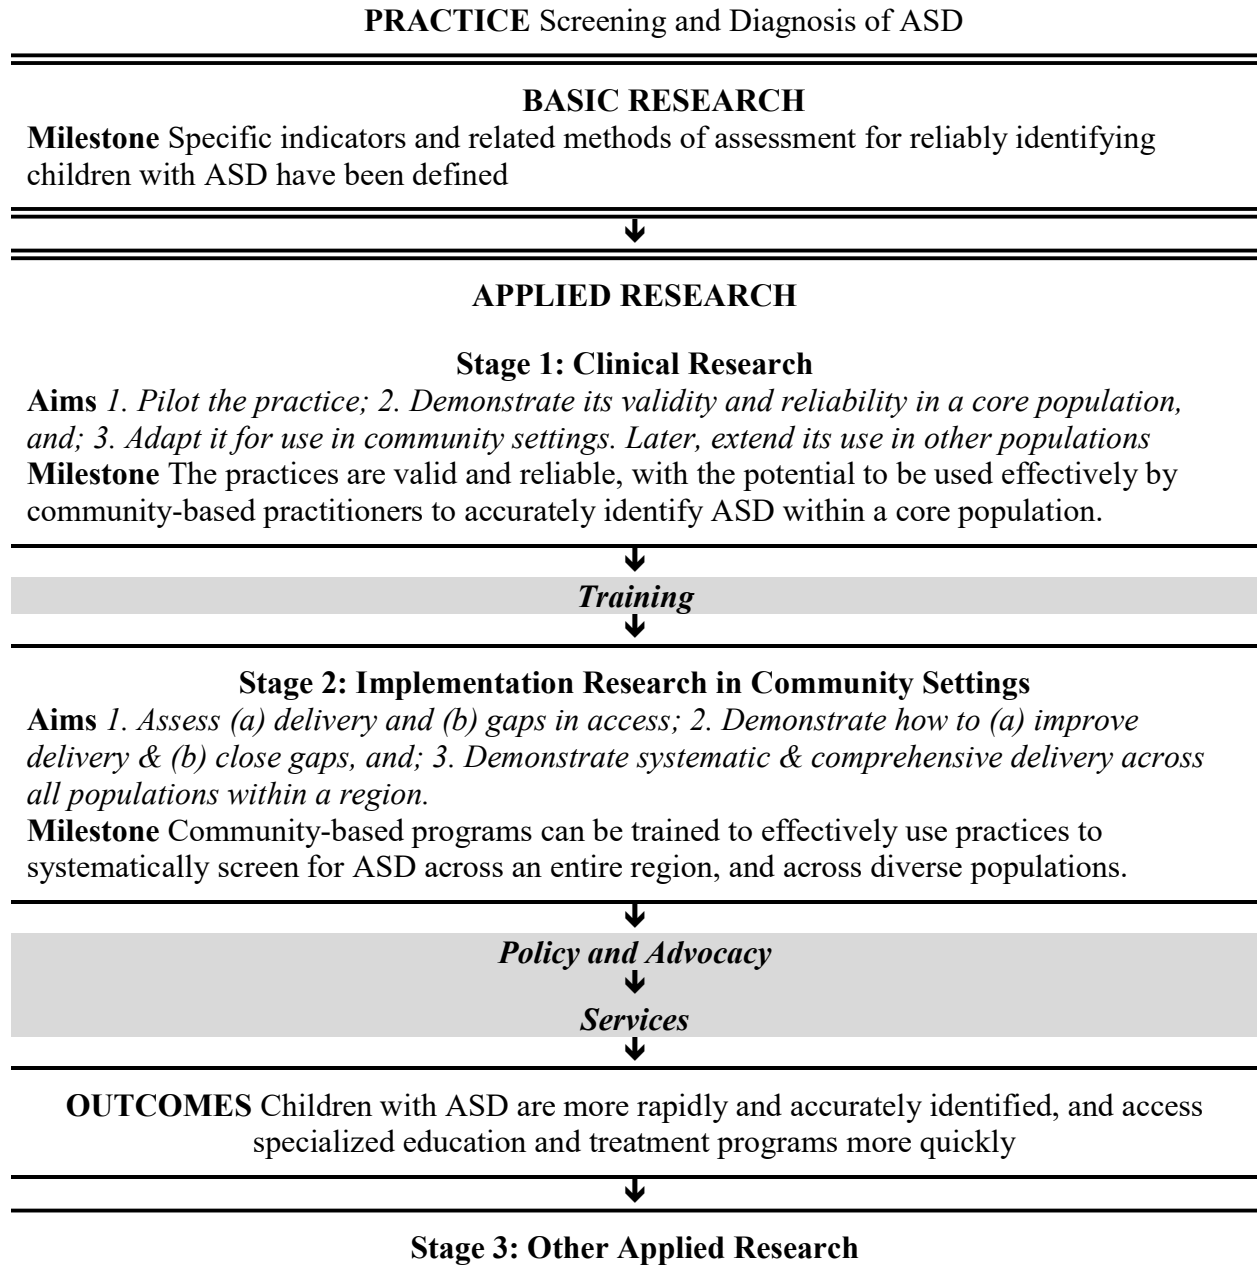 PRACTICE Screening and Diagnosis of ASD
BASIC RESEARCH
Milestone Specific indicators and related methods of assessment for reliably identifying
children with ASD have been defined
APPLIED RESEARCH
Stage 1: Clinical Research
Aims 1. Pilot the practice; 2. Demonstrate its validity and reliability in a core population,
and; 3. Adapt it for use in community settings. Later, extend its use in other populations
Milestone The practices are valid and reliable, with the potential to be used effectively by
community-based practitioners to accurately identify ASD within a core population.
Training
Stage 2: Implementation Research in Community Settings
Aims 1. Assess (a) delivery and (b) gaps in access; 2. Demonstrate how to (a) improve
delivery & (b) close gaps, and; 3. Demonstrate systematic & comprehensive delivery across
all populations within a region.
Milestone Community-based programs can be trained to effectively use practices to
systematically screen for ASD across an entire region, and across diverse populations.
Policy and Advocacy
Services
OUTCOMES Children with ASD are more rapidly and accurately identified, and access
specialized education and treatment programs more quickly
Stage 3: Other Applied Research